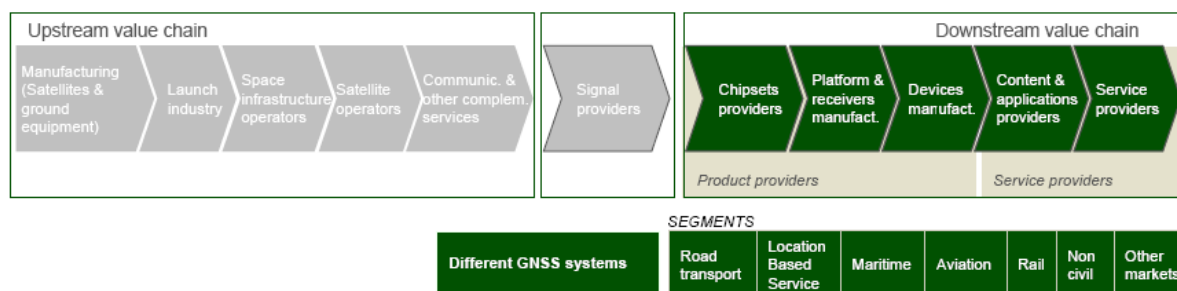 Upstream value chain
Manufacturing
(Satellites &
ground
equipment)
Launch
industry
Space
infrastructure
operators
Satellite
operators
Communic. &
other complem.
services
Signal
providers
Downstream value chain
Chipsets
providers
Platform &
receivers
manufact.
Devices
manufact.
Content &
applications
providers
Service
providers
Product providers
Service providers
SEGMENTS
Different GNSS systems
Road
transport
Location
Based
Service
Maritime
Aviation
Rail
Non
civil
Other
markets